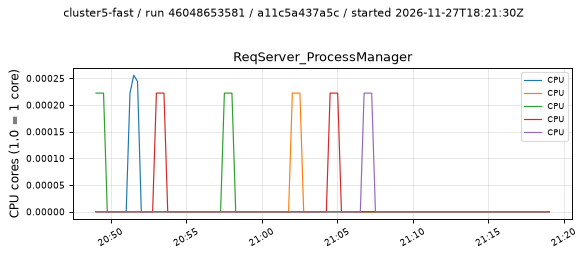 cluster5-fast / run 46048653581 / a11c5a437a5c / started 2026-11-27T18:21:30Z
ReqServer_ProcessManager
CPU cores (1.0 = 1 core)
0.00025
0.00020
0.00015
0.00010
0.00005
0.00000
CPU
CPU
CPU
CPU
CPU
20:50
20:55
21:00
21:05
21:10
21:15
21:20